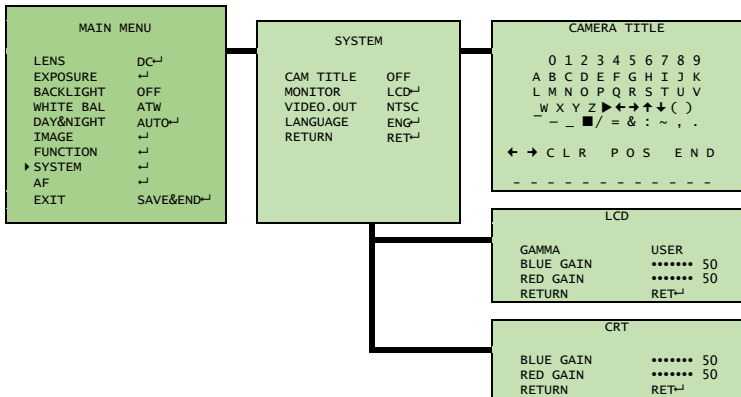 MAIN MENU
LENS DC↵
EXPOSURE ↵
BACKLIGHT OFF
WHITE BAL ATW
DAY&NIGHT AUTO↵
IMAGE ↵
FUNCTION ↵
▸ SYSTEM ↵
AF ↵
EXIT SAVE&END↵
SYSTEM
CAM TITLE OFF
MONITOR LCD↵
VIDEO.OUT NTSC
LANGUAGE ENG↵
RETURN RET↵
CAMERA TITLE
0 1 2 3 4 5 6 7 8 9
A B C D E F G H I J K
L M N O P Q R S T U V
W X Y Z ▶ ← → ↑ ↓ ( )
¯ – _ ■ / = & : ~ , .
← → C L R P O S E N D
– – – – – – – – – – – –
LCD
GAMMA USER
BLUE GAIN ••••••• 50
RED GAIN ••••••• 50
RETURN RET↵
CRT
BLUE GAIN ••••••• 50
RED GAIN ••••••• 50
RETURN RET↵